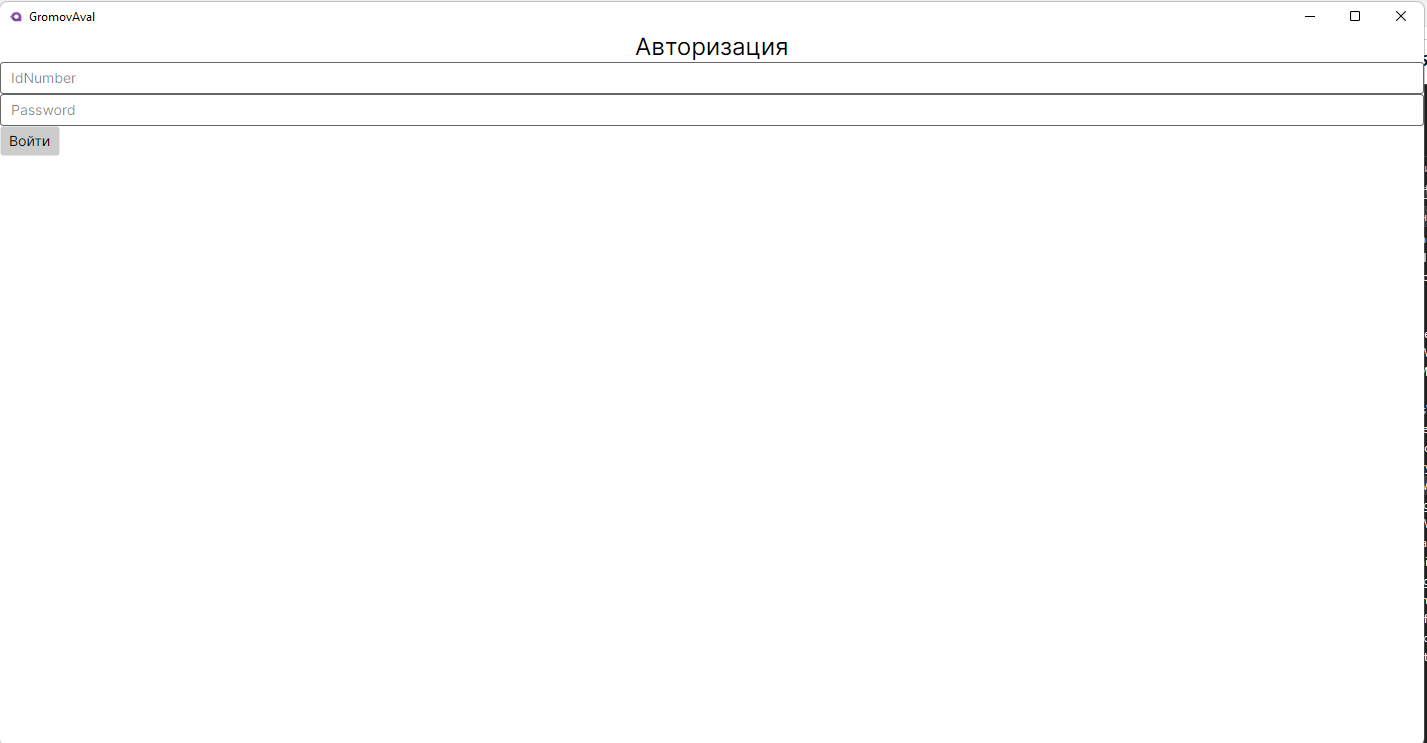 GromovAval
Авторизация
IdNumber
Password
Войти